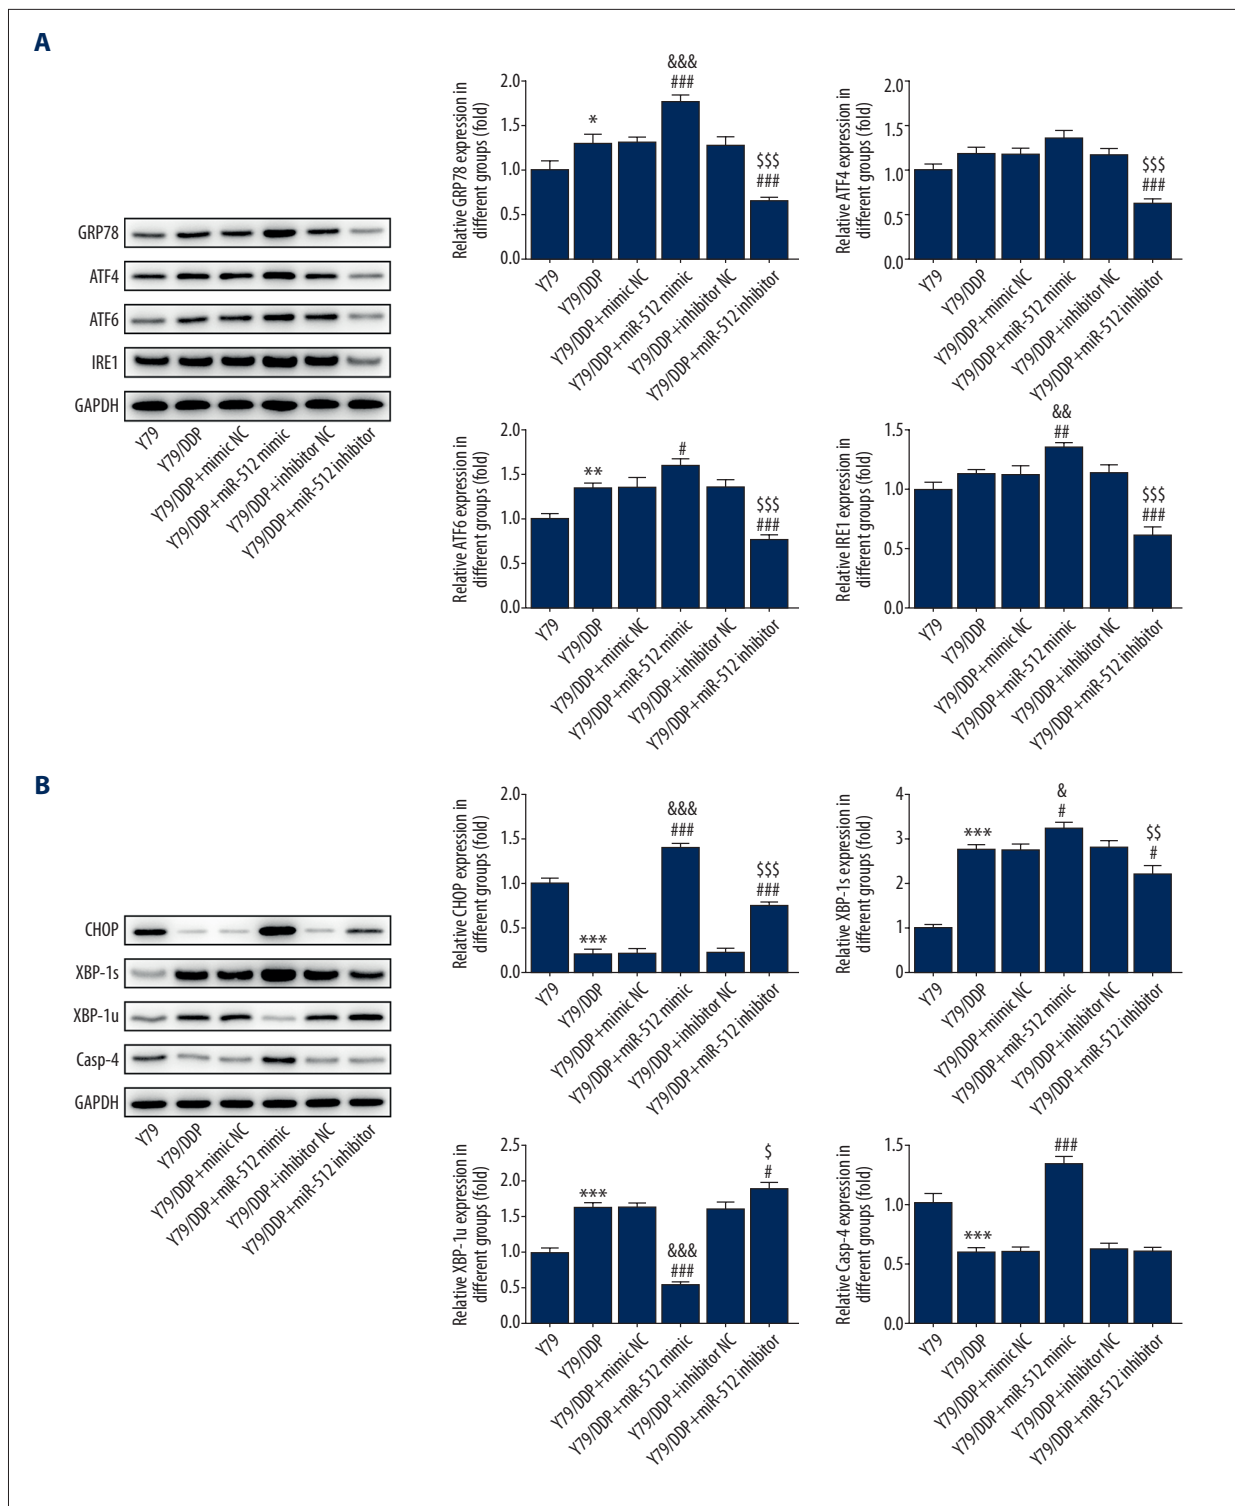 A
GRP78
ATF4
ATF6
IRE1
GAPDH
Y79
Y79/DDP
Y79/DDP+mimic NC
Y79/DDP+miR-512 mimic
Y79/DDP+inhibitor NC
Y79/DDP+miR-512 inhibitor
Relative GRP78 expression in
different groups (fold)
2.0
1.5
1.0
0.5
0.0
*
&&&
###
$$$
###
Y79
Y79/DDP
Y79/DDP+mimic NC
Y79/DDP+miR-512 mimic
Y79/DDP+inhibitor NC
Y79/DDP+miR-512 inhibitor
Relative ATF4 expression in
different groups (fold)
2.0
1.5
1.0
0.5
0.0
$$$
###
Y79
Y79/DDP
Y79/DDP+mimic NC
Y79/DDP+miR-512 mimic
Y79/DDP+inhibitor NC
Y79/DDP+miR-512 inhibitor
Relative ATF6 expression in
different groups (fold)
2.0
1.5
1.0
0.5
0.0
**
#
$$$
###
Y79
Y79/DDP
Y79/DDP+mimic NC
Y79/DDP+miR-512 mimic
Y79/DDP+inhibitor NC
Y79/DDP+miR-512 inhibitor
Relative IRE1 expression in
different groups (fold)
1.5
1.0
0.5
0.0
&&
##
$$$
###
Y79
Y79/DDP
Y79/DDP+mimic NC
Y79/DDP+miR-512 mimic
Y79/DDP+inhibitor NC
Y79/DDP+miR-512 inhibitor
B
CHOP
XBP-1s
XBP-1u
Casp-4
GAPDH
Y79
Y79/DDP
Y79/DDP+mimic NC
Y79/DDP+miR-512 mimic
Y79/DDP+inhibitor NC
Y79/DDP+miR-512 inhibitor
Relative CHOP expression in
different groups (fold)
2.0
1.5
1.0
0.5
0.0
***
&&&
###
$$$
###
Y79
Y79/DDP
Y79/DDP+mimic NC
Y79/DDP+miR-512 mimic
Y79/DDP+inhibitor NC
Y79/DDP+miR-512 inhibitor
Relative XBP-1s expression in
different groups (fold)
4
3
2
1
0
***
&
#
$$
#
Y79
Y79/DDP
Y79/DDP+mimic NC
Y79/DDP+miR-512 mimic
Y79/DDP+inhibitor NC
Y79/DDP+miR-512 inhibitor
Relative XBP-1u expression in
different groups (fold)
2.5
2.0
1.5
1.0
0.5
0.0
***
&&&
###
$
#
Y79
Y79/DDP
Y79/DDP+mimic NC
Y79/DDP+miR-512 mimic
Y79/DDP+inhibitor NC
Y79/DDP+miR-512 inhibitor
Relative Casp-4 expression in
different groups (fold)
1.5
1.0
0.5
0.0
***
###
Y79
Y79/DDP
Y79/DDP+mimic NC
Y79/DDP+miR-512 mimic
Y79/DDP+inhibitor NC
Y79/DDP+miR-512 inhibitor